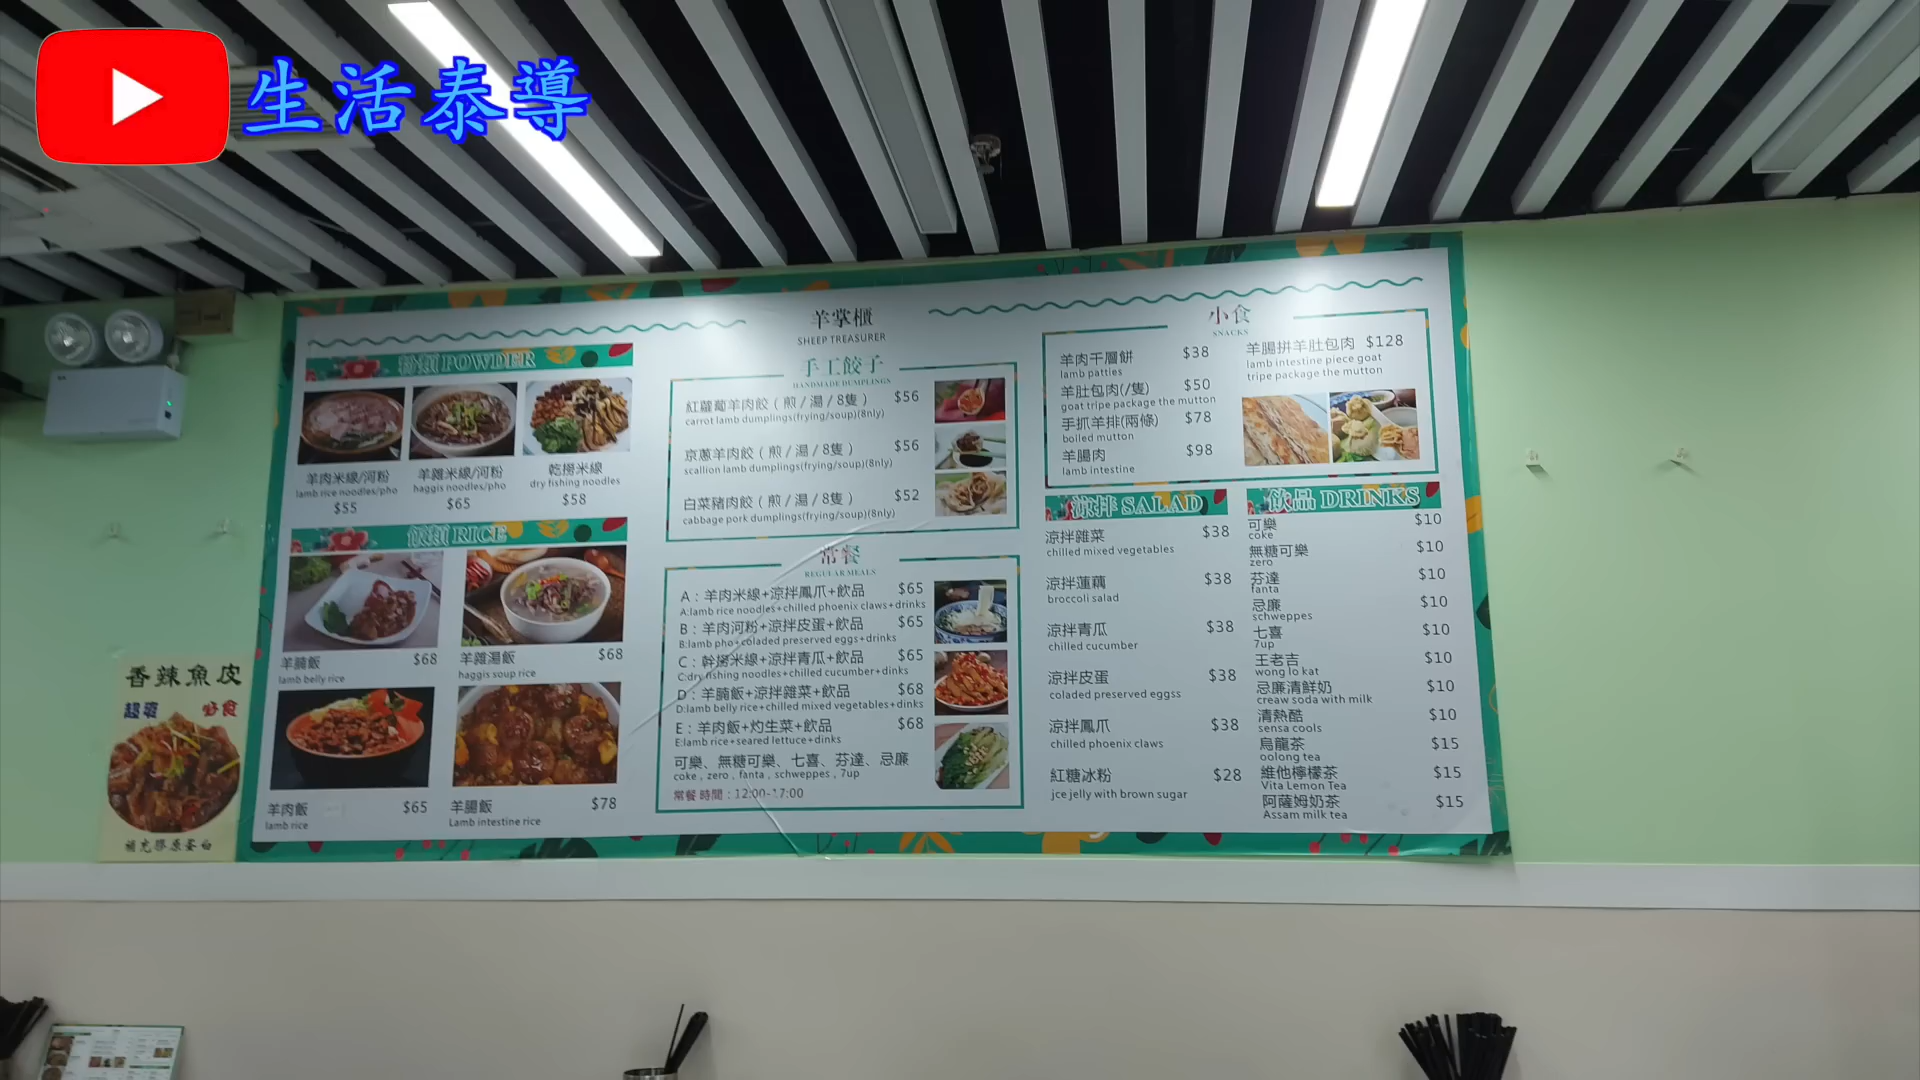 生活泰導
羊掌櫃
SHEEP TREASURER
粉類 POWDER
羊肉米線/河粉
lamb rice noodles/pho
$55
羊雜米線/河粉
haggis noodles/pho
$65
乾撈米線
dry fishing noodles
$58
飯類 RICE
羊腩飯 $68
lamb belly rice
羊雜湯飯 $68
haggis soup rice
羊肉飯 $65
lamb rice
羊腸飯 $78
Lamb intestine rice
手工餃子
HANDMADE DUMPLINGS
紅蘿蔔羊肉餃 ( 煎 / 湯 / 8隻 ) $56
carrot lamb dumplings(frying/soup)(8nly)
京蔥羊肉餃 ( 煎 / 湯 / 8隻 ) $56
scallion lamb dumplings(frying/soup)(8nly)
白菜豬肉餃 ( 煎 / 湯 / 8隻 ) $52
cabbage pork dumplings(frying/soup)(8nly)
常餐
REGULAR MEALS
A：羊肉米線+涼拌鳳爪+飲品 $65
A:lamb rice noodles+chilled phoenix claws+drinks
B：羊肉河粉+涼拌皮蛋+飲品 $65
B:lamb pho+coladed preserved eggs+drinks
C：幹撈米線+涼拌青瓜+飲品 $65
C:dry fishing noodles+chilled cucumber+dinks
D：羊腩飯+涼拌雜菜+飲品 $68
D:lamb belly rice+chilled mixed vegetables+dinks
E：羊肉飯+灼生菜+飲品 $68
E:lamb rice+seared lettuce+dinks
可樂、無糖可樂、七喜、芬達、忌廉
coke , zero , fanta , schweppes , 7up
常餐 時間：12:00-17:00
小食
SNACKS
羊肉千層餅 $38
lamb patties
羊肚包肉(/隻) $50
goat tripe package the mutton
手抓羊排(兩條) $78
boiled mutton
羊腸肉 $98
lamb intestine
羊腸拼羊肚包肉 $128
lamb intestine piece goat
tripe package the mutton
涼拌 SALAD
涼拌雜菜 $38
chilled mixed vegetables
涼拌蓮藕 $38
broccoli salad
涼拌青瓜 $38
chilled cucumber
涼拌皮蛋 $38
coladed preserved eggss
涼拌鳳爪 $38
chilled phoenix claws
紅糖冰粉 $28
jce jelly with brown sugar
飲品 DRINKS
可樂 $10
coke
無糖可樂 $10
zero
芬達 $10
fanta
忌廉 $10
schweppes
七喜 $10
7up
王老吉 $10
wong lo kat
忌廉清鮮奶 $10
creaw soda with milk
清熱酷 $10
sensa cools
烏龍茶 $15
oolong tea
維他檸檬茶 $15
Vita Lemon Tea
阿薩姆奶茶 $15
Assam milk tea
香辣魚皮
超滋 必食
補充膠原蛋白